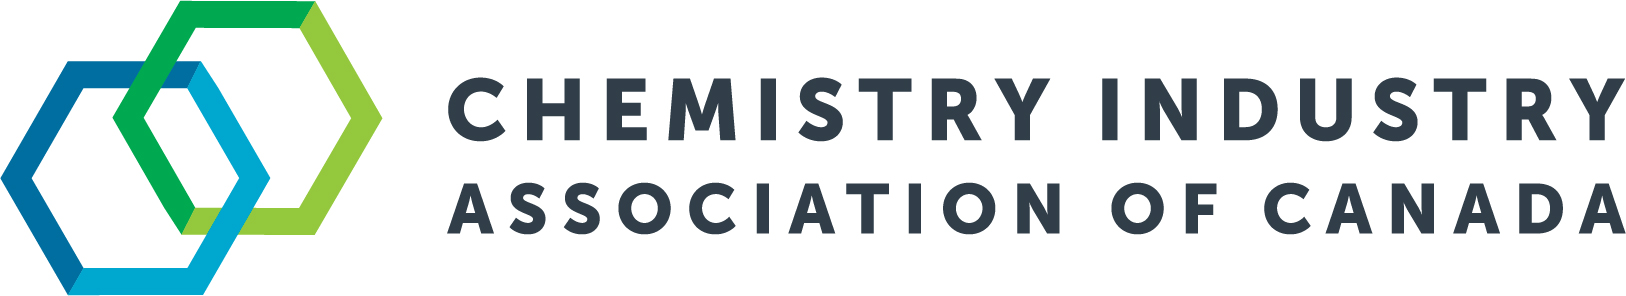 CHEMISTRY INDUSTRY
ASSOCIATION OF CANADA